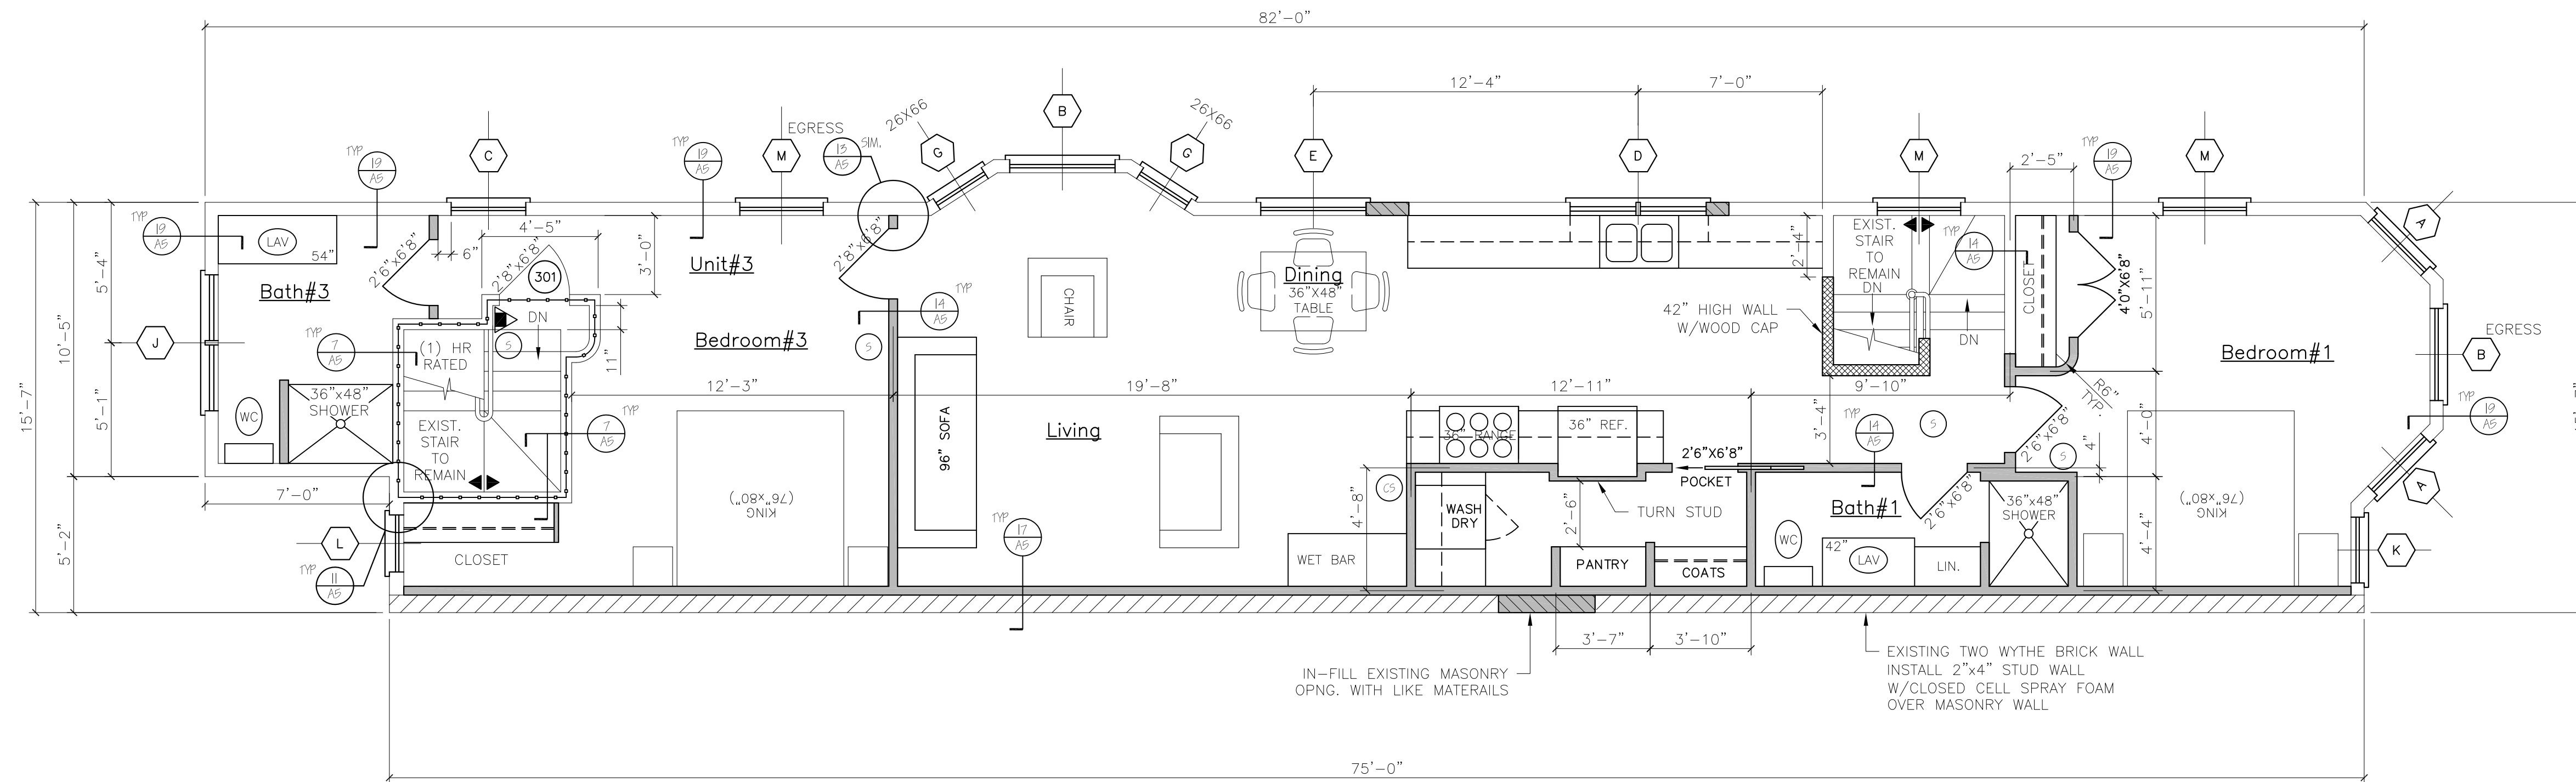 82'-0"
12'-4"
7'-0"
EGRESS
26X66
26X66
B
C
M
E
D
M
M
G
G
TYP
19
A5
TYP
19
A5
13
A5
SIM.
2'-5"
TYP
19
A5
TYP
19
A5
LAV
54"
2'6"X6'8"
6"
4'-5"
2'8"X6'8"
301
3'-0"
Unit#3
2'8"X6'8"
CHAIR
Dining
36"X48"
TABLE
2'-4"
EXIST.
STAIR
TO
REMAIN
DN
TYP
14
A5
CLOSET
4'0"X6'8"
5'-11"
A
Bath#3
5'-4"
10'-5"
15'-7"
5'-1"
J
TYP
7
A5
(1) HR
RATED
DN
S
11"
Bedroom#3
S
TYP
14
A5
42" HIGH WALL
W/WOOD CAP
DN
Bedroom#1
EGRESS
B
R6"
TYP.
12'-3"
19'-8"
12'-11"
9'-10"
36"x48"
SHOWER
WC
EXIST.
STAIR
TO
REMAIN
TYP
7
A5
96" SOFA
Living
36" RANGE
36" REF.
2'6"X6'8"
POCKET
3'-4"
TYP
14
A5
S
2'6"X6'8"
S
4'-0"
4"
TYP
19
A5
A
7'-0"
5'-2"
L
TYP
11
A5
CLOSET
KING
(76"x80")
TYP
17
A5
CS
4'-8"
WASH
DRY
2'-6"
TURN STUD
Bath#1
2'6"X6'8"
36"x48"
SHOWER
4'-4"
KING
(76"x80")
K
WET BAR
PANTRY
COATS
WC
42"
LAV
LIN.
3'-7"
3'-10"
IN-FILL EXISTING MASONRY
OPNG. WITH LIKE MATERAILS
EXISTING TWO WYTHE BRICK WALL
INSTALL 2"x4" STUD WALL
W/CLOSED CELL SPRAY FOAM
OVER MASONRY WALL
75'-0"